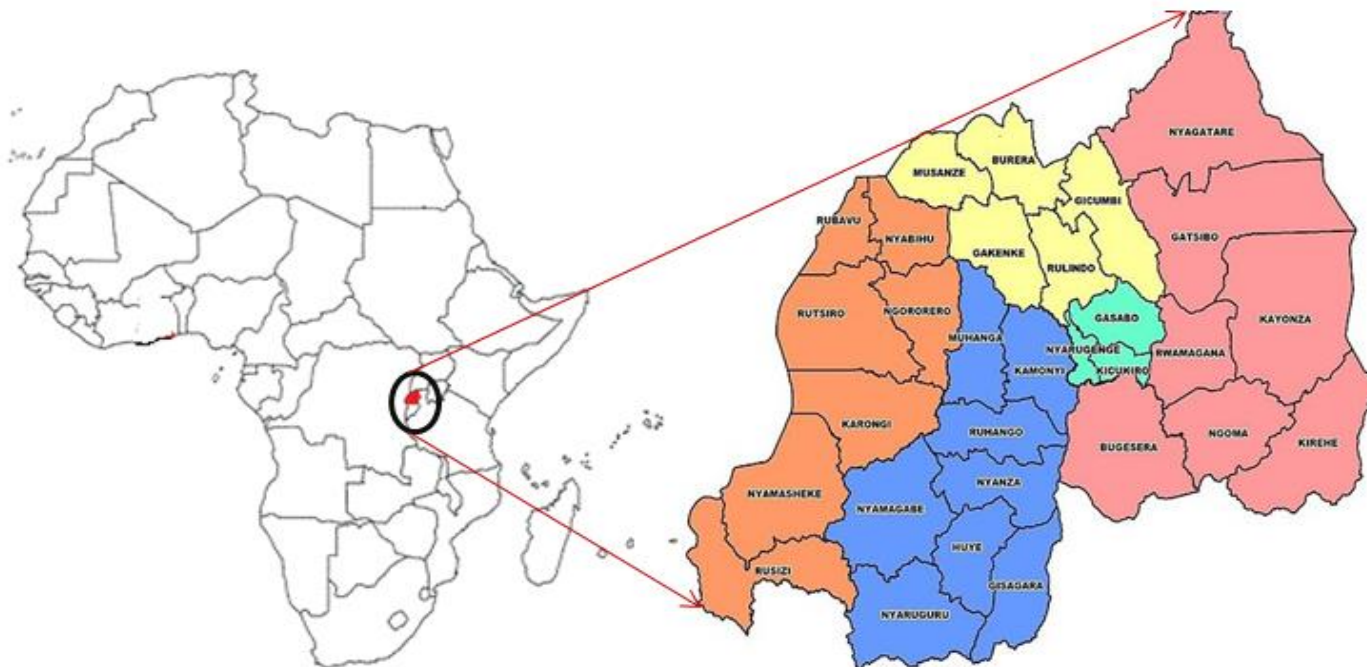 NYAGATARE
BURERA
MUSANZE
GICUMBI
RUBAVU
NYABIHU
GATSIBO
GAKENKE
RULINDO
RUTSIRO
NGORORERO
GASABO
KAYONZA
MUHANGA
NYARUGENGE
RWAMAGANA
KAMONYI
KICUKIRO
KARONGI
RUHANGO
NGOMA
KIREHE
BUGESERA
NYANZA
NYAMASHEKE
NYAMAGABE
HUYE
RUSIZI
GISAGARA
NYARUGURU